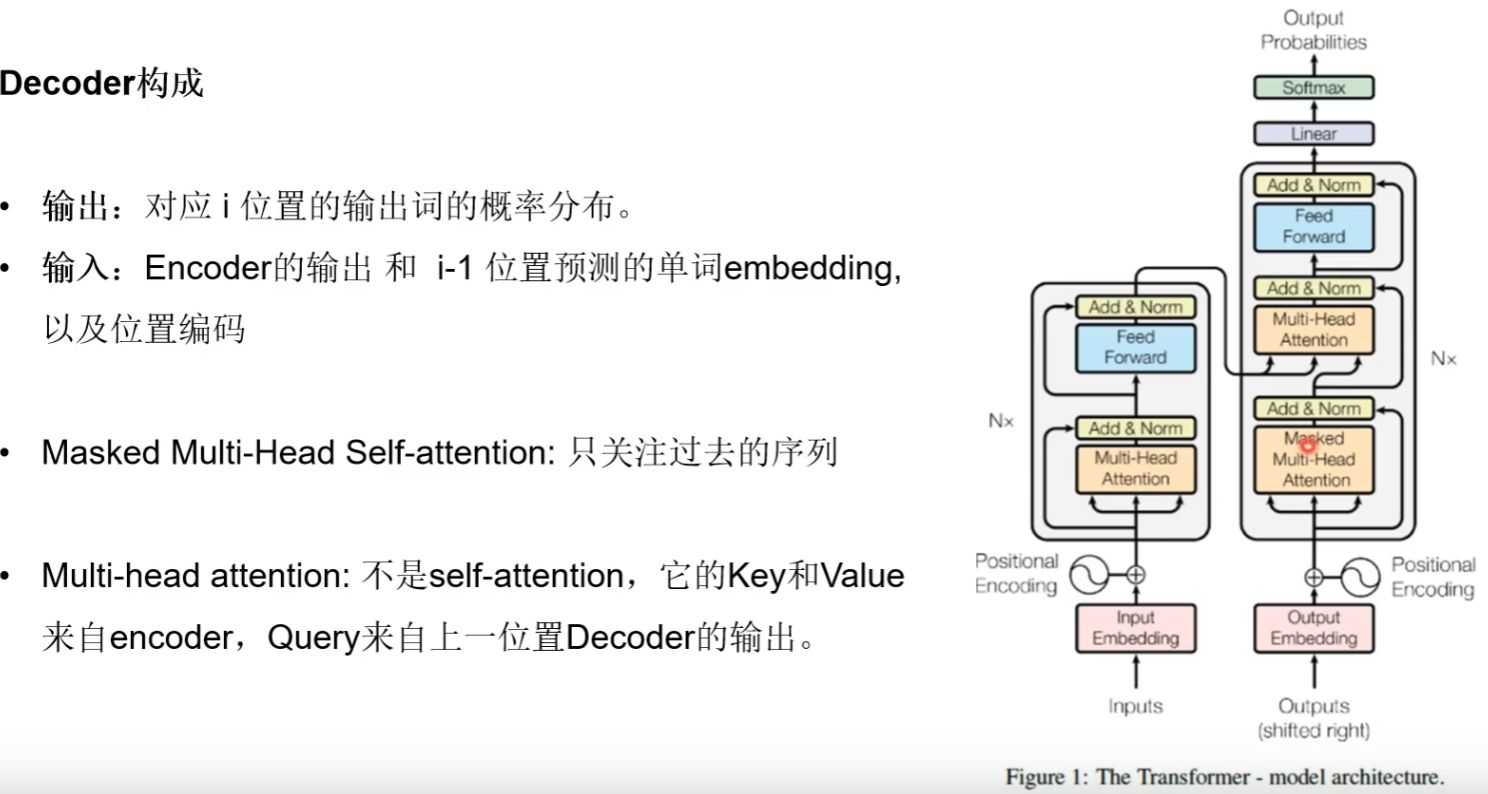 Decoder构成
• 输出：对应 i 位置的输出词的概率分布。
• 输入：Encoder的输出 和 i-1 位置预测的单词embedding,
以及位置编码
• Masked Multi-Head Self-attention: 只关注过去的序列
• Multi-head attention: 不是self-attention，它的Key和Value
来自encoder，Query来自上一位置Decoder的输出。
Output
Probabilities
Softmax
Linear
Add & Norm
Feed
Forward
Add & Norm
Multi-Head
Attention
Add & Norm
Masked
Multi-Head
Attention
Nx
Positional
Encoding
Output
Embedding
Outputs
(shifted right)
Add & Norm
Feed
Forward
Add & Norm
Multi-Head
Attention
Nx
Positional
Encoding
Input
Embedding
Inputs
Figure 1: The Transformer - model architecture.